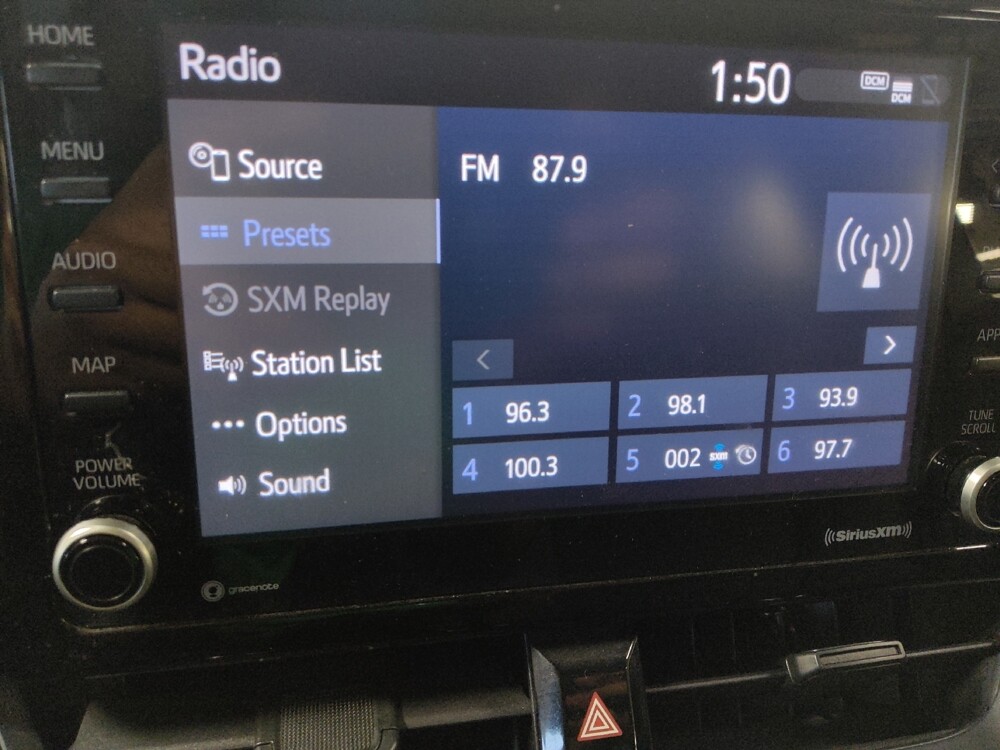 HOME
MENU
AUDIO
MAP
POWER
VOLUME
Radio
1:50
DCM
DCM
Source
Presets
SXM Replay
Station List
Options
Sound
FM 87.9
<
>
1 96.3
2 98.1
3 93.9
4 100.3
5 002 sxm
6 97.7
gracenote
SiriusXM
APP
TUNE
SCROLL